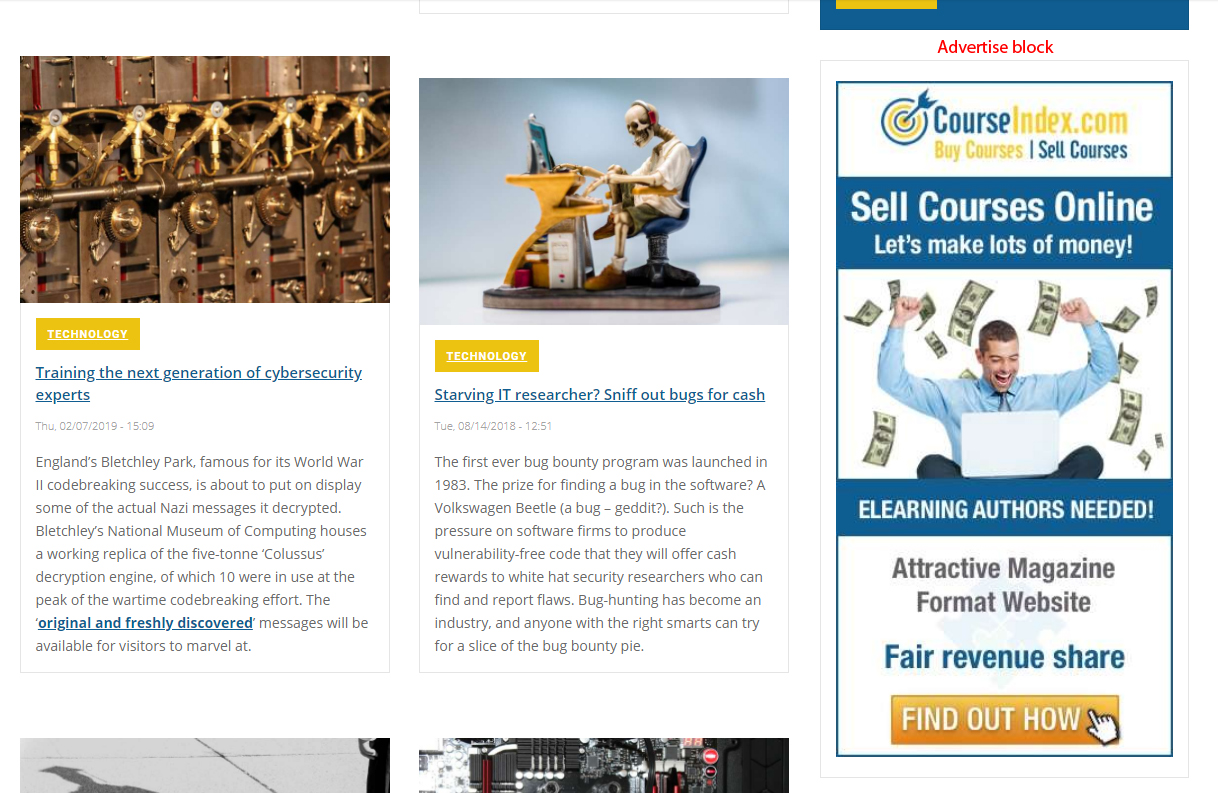 TECHNOLOGY
Training the next generation of cybersecurity
experts
Thu, 02/07/2019 - 15:09
England’s Bletchley Park, famous for its World War
II codebreaking success, is about to put on display
some of the actual Nazi messages it decrypted.
Bletchley’s National Museum of Computing houses
a working replica of the five-tonne ‘Colussus’
decryption engine, of which 10 were in use at the
peak of the wartime codebreaking effort. The
‘original and freshly discovered’ messages will be
available for visitors to marvel at.
TECHNOLOGY
Starving IT researcher? Sniff out bugs for cash
Tue, 08/14/2018 - 12:51
The first ever bug bounty program was launched in
1983. The prize for finding a bug in the software? A
Volkswagen Beetle (a bug – geddit?). Such is the
pressure on software firms to produce
vulnerability-free code that they will offer cash
rewards to white hat security researchers who can
find and report flaws. Bug-hunting has become an
industry, and anyone with the right smarts can try
for a slice of the bug bounty pie.
Advertise block
CourseIndex.com
Buy Courses | Sell Courses
Sell Courses Online
Let's make lots of money!
ELEARNING AUTHORS NEEDED!
Attractive Magazine
Format Website
Fair revenue share
FIND OUT HOW